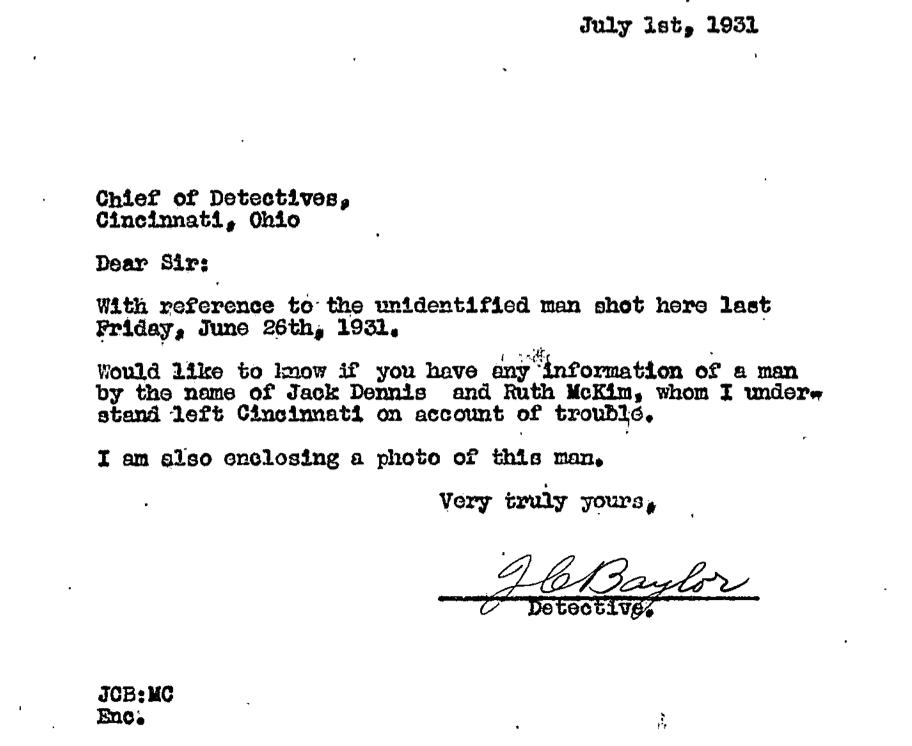 July 1st, 1931
Chief of Detectives,
Cincinnati, Ohio
Dear Sir:
With reference to the unidentified man shot here last
Friday, June 26th, 1931.
Would like to know if you have any information of a man
by the name of Jack Dennis and Ruth McKim, whom I under-
stand left Cincinnati on account of trouble.
I am also enclosing a photo of this man.
Very truly yours,
J C Baylor
Detective.
JCB:MC
Enc.